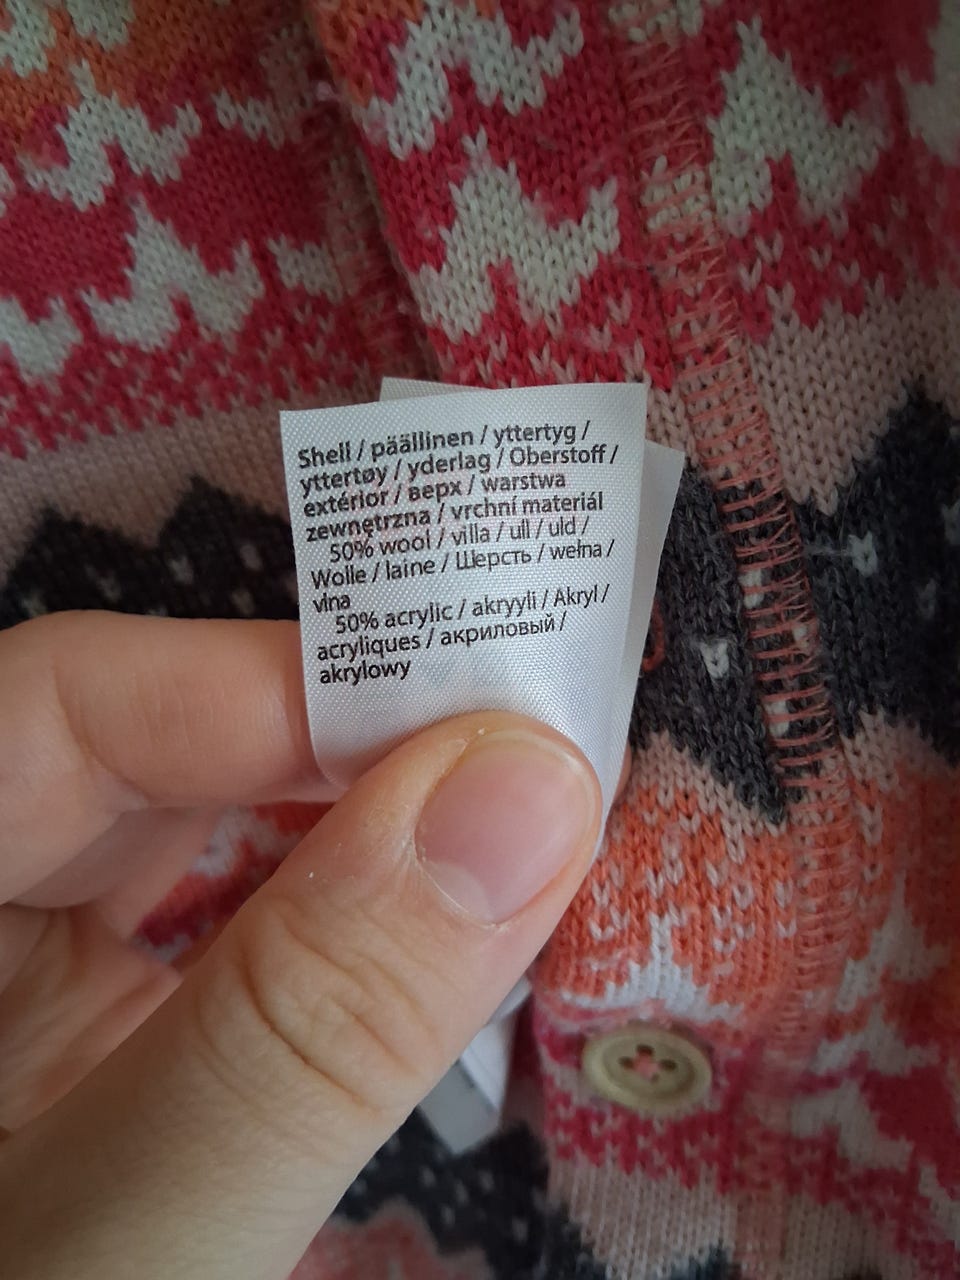 Shell / päällinen / yttertyg /
yttertøy / yderlag / Oberstoff /
extérior / верх / warstwa
zewnętrzna / vrchní materiál
50% wool / villa / ull / uld /
Wolle / laine / Шерсть / wełna /
vlna
50% acrylic / akryyli / Akryl /
acryliques / акриловый /
akrylowy